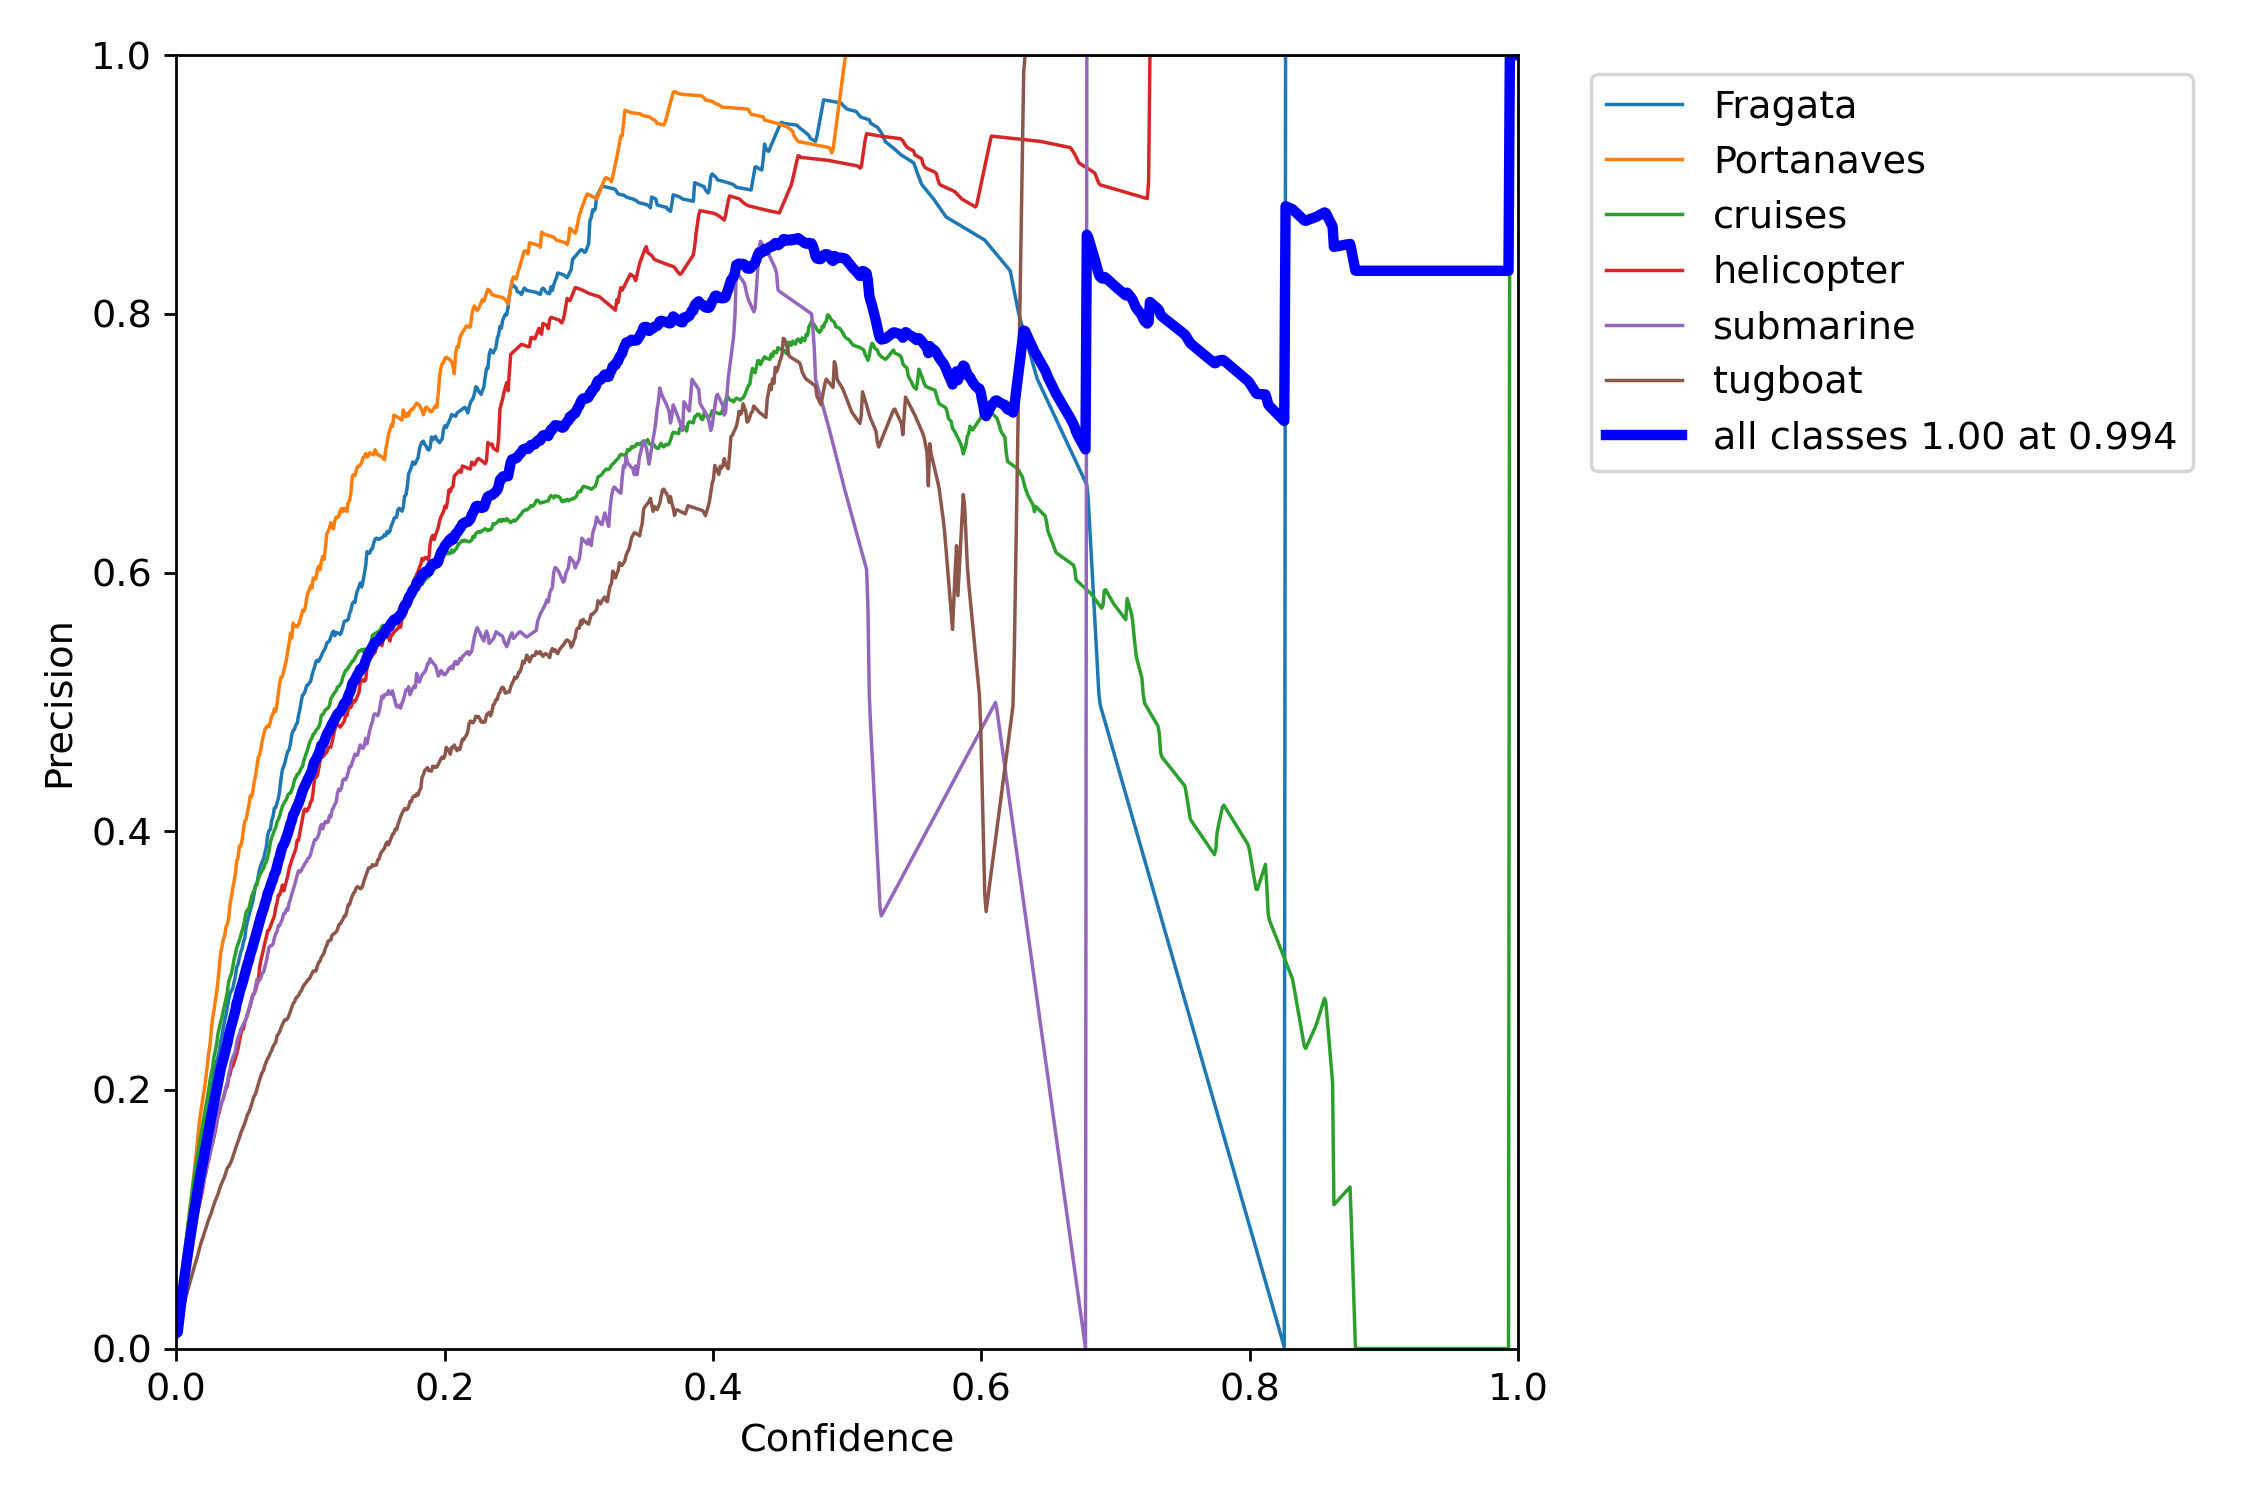 1.0
0.8
0.6
0.4
0.2
0.0
Precision
0.0 0.2 0.4 0.6 0.8 1.0
Confidence
Fragata
Portanaves
cruises
helicopter
submarine
tugboat
all classes 1.00 at 0.994